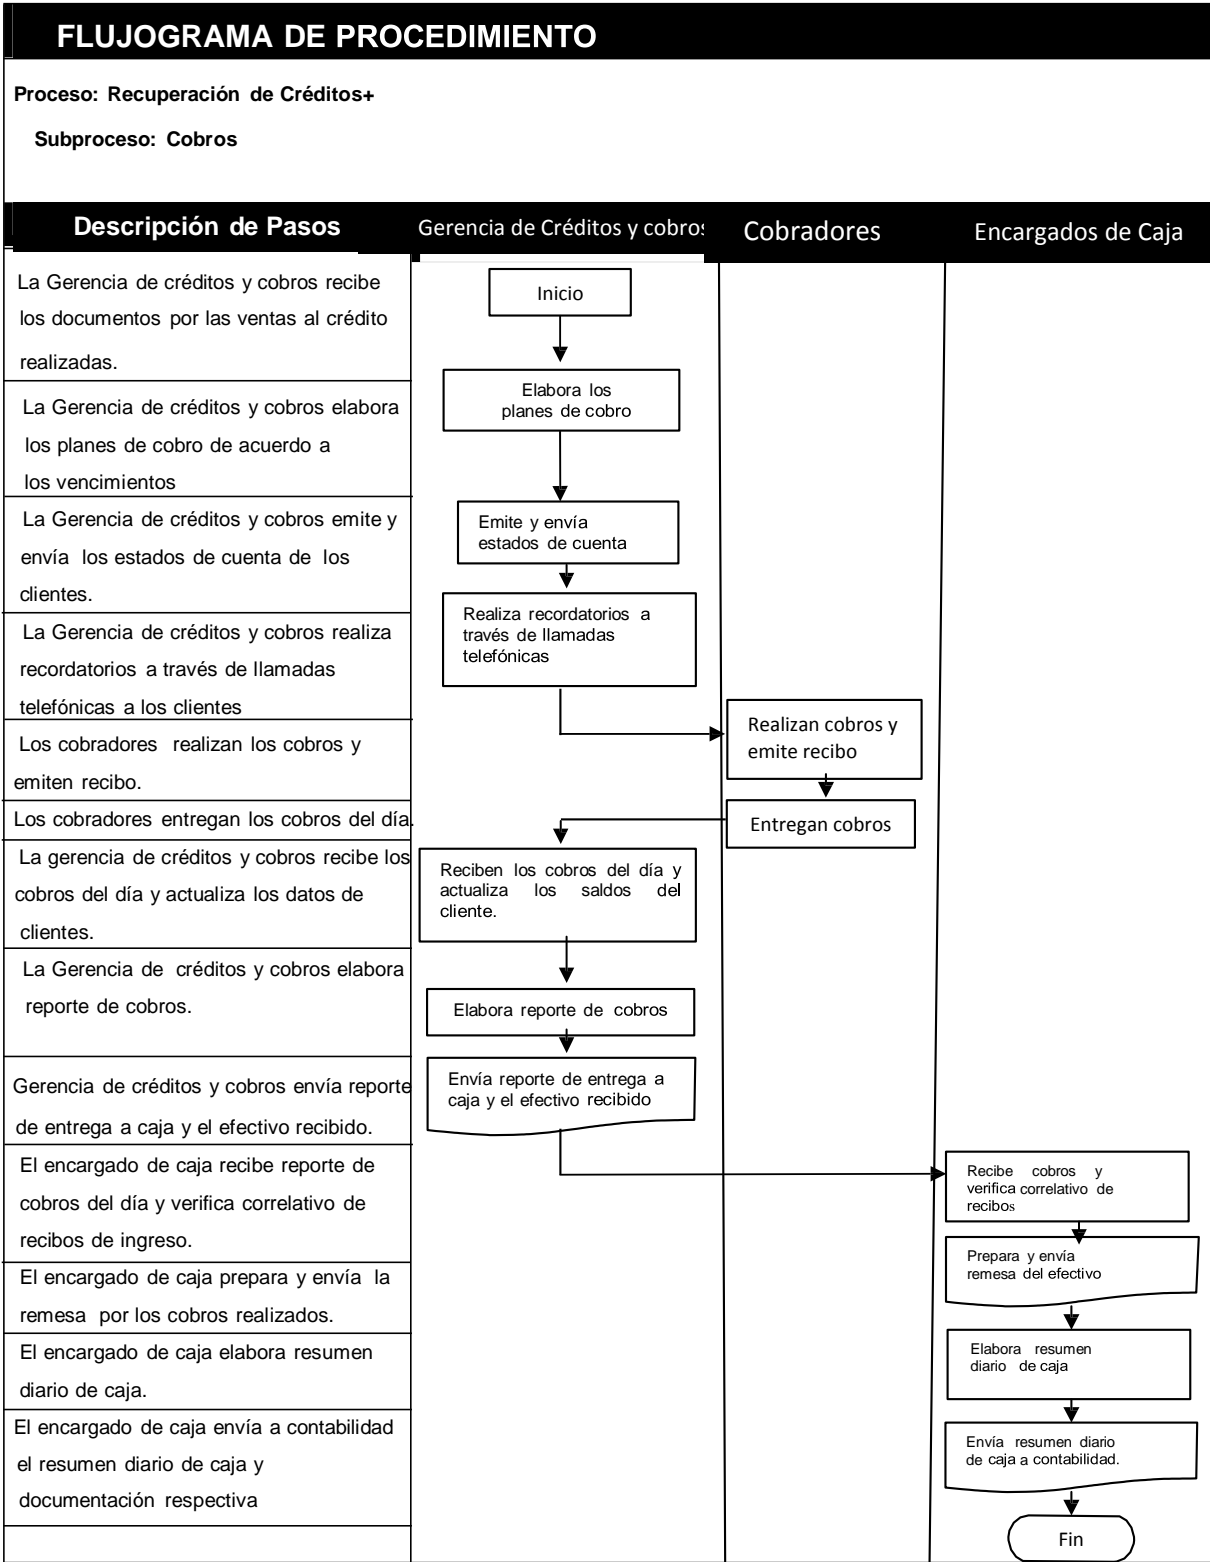 FLUJOGRAMA DE PROCEDIMIENTO
Proceso: Recuperación de Créditos+
Subproceso: Cobros
Descripción de Pasos
Gerencia de Créditos y cobros
Cobradores
Encargados de Caja
La Gerencia de créditos y cobros recibe
los documentos por las ventas al crédito
realizadas.
La Gerencia de créditos y cobros elabora
los planes de cobro de acuerdo a
los vencimientos
La Gerencia de créditos y cobros emite y
envía los estados de cuenta de los
clientes.
La Gerencia de créditos y cobros realiza
recordatorios a través de llamadas
telefónicas a los clientes
Los cobradores realizan los cobros y
emiten recibo.
Los cobradores entregan los cobros del día.
La gerencia de créditos y cobros recibe los
cobros del día y actualiza los datos de
clientes.
La Gerencia de créditos y cobros elabora
reporte de cobros.
Gerencia de créditos y cobros envía reporte
de entrega a caja y el efectivo recibido.
El encargado de caja recibe reporte de
cobros del día y verifica correlativo de
recibos de ingreso.
El encargado de caja prepara y envía la
remesa por los cobros realizados.
El encargado de caja elabora resumen
diario de caja.
El encargado de caja envía a contabilidad
el resumen diario de caja y
documentación respectiva
Inicio
Elabora los
planes de cobro
Emite y envía
estados de cuenta
Realiza recordatorios a
través de llamadas
telefónicas
Realizan cobros y
emite recibo
Entregan cobros
Reciben los cobros del día y
actualiza los saldos del
cliente.
Elabora reporte de cobros
Envía reporte de entrega a
caja y el efectivo recibido
Recibe cobros y
verifica correlativo de
recibos
Prepara y envía
remesa del efectivo
Elabora resumen
diario de caja
Envía resumen diario
de caja a contabilidad.
Fin